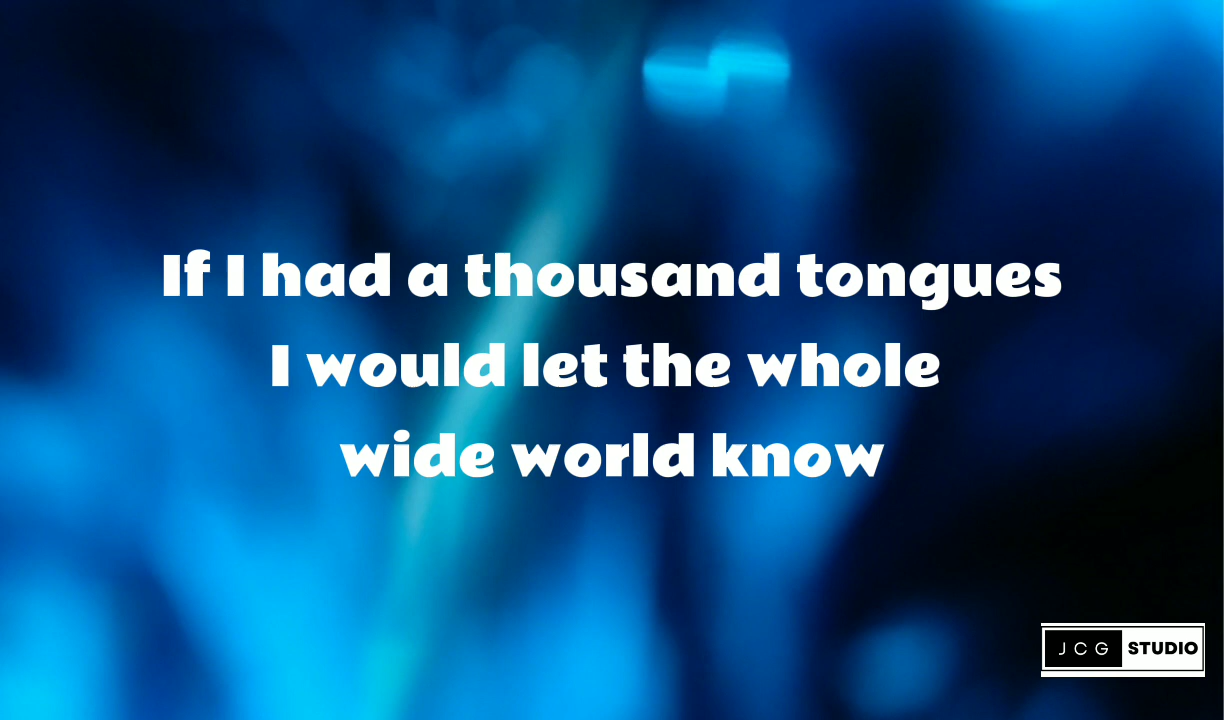 If I had a thousand tongues
I would let the whole
wide world know
JCG STUDIO